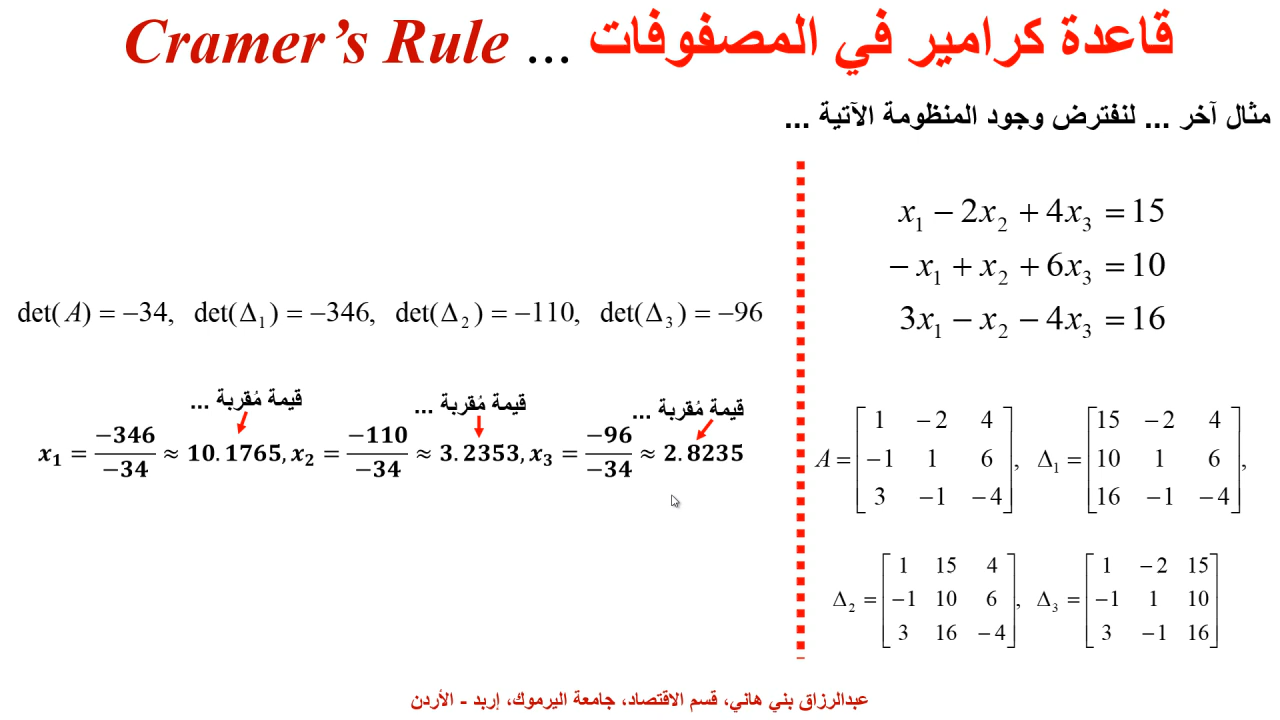 قاعدة كرامير في المصفوفات ... Cramer’s Rule
مثال آخر ... لنفترض وجود المنظومة الآتية ...
x₁ − 2x₂ + 4x₃ = 15
− x₁ + x₂ + 6x₃ = 10
3x₁ − x₂ − 4x₃ = 16
det(A) = −34, det(Δ₁) = −346, det(Δ₂) = −110, det(Δ₃) = −96
قيمة مُقربة ... قيمة مُقربة ... قيمة مُقربة ...
x₁ = −346/−34 ≈ 10.1765, x₂ = −110/−34 ≈ 3.2353, x₃ = −96/−34 ≈ 2.8235
A = [1 −2 4; −1 1 6; 3 −1 −4], Δ₁ = [15 −2 4; 10 1 6; 16 −1 −4],
Δ₂ = [1 15 4; −1 10 6; 3 16 −4], Δ₃ = [1 −2 15; −1 1 10; 3 −1 16]
عبدالرزاق بني هاني، قسم الاقتصاد، جامعة اليرموك، إربد - الأردن